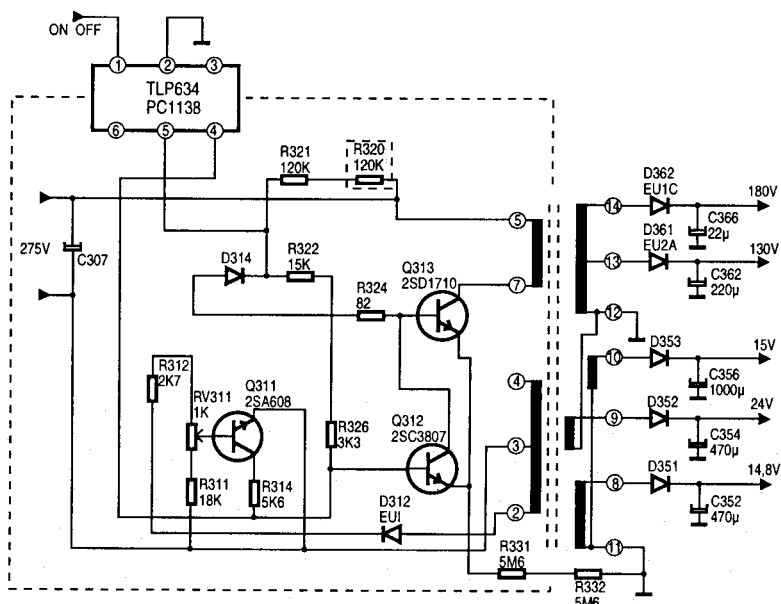 ON OFF
1
2
3
TLP634
PC1138
6
5
4
R321
120K
R320
120K
275V
C307
D314
R322
15K
R324
82
Q313
2SD1710
5
7
R312
2K7
RV311
1K
Q311
2SA608
R326
3K3
Q312
2SC3807
R311
18K
R314
5K6
D312
EUI
4
3
2
R331
5M6
R332
5M6
14
D362
EU1C
180V
C366
22µ
13
D361
EU2A
130V
C362
220µ
12
10
D353
15V
C356
1000µ
9
D352
24V
C354
470µ
8
D351
14,8V
C352
470µ
11